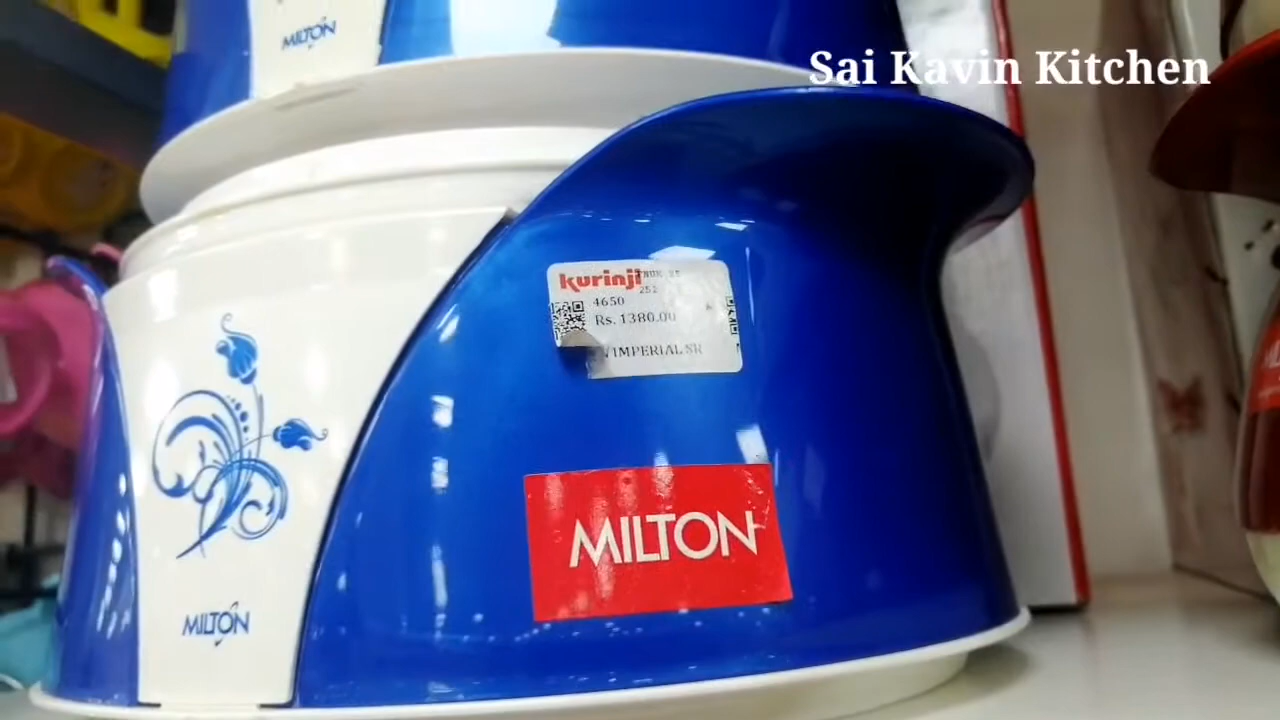 MILTON
Sai Kavin Kitchen
kurinji
252
4650
Rs. 1380.00
IMPERIAL SR
MILTON
MILTON